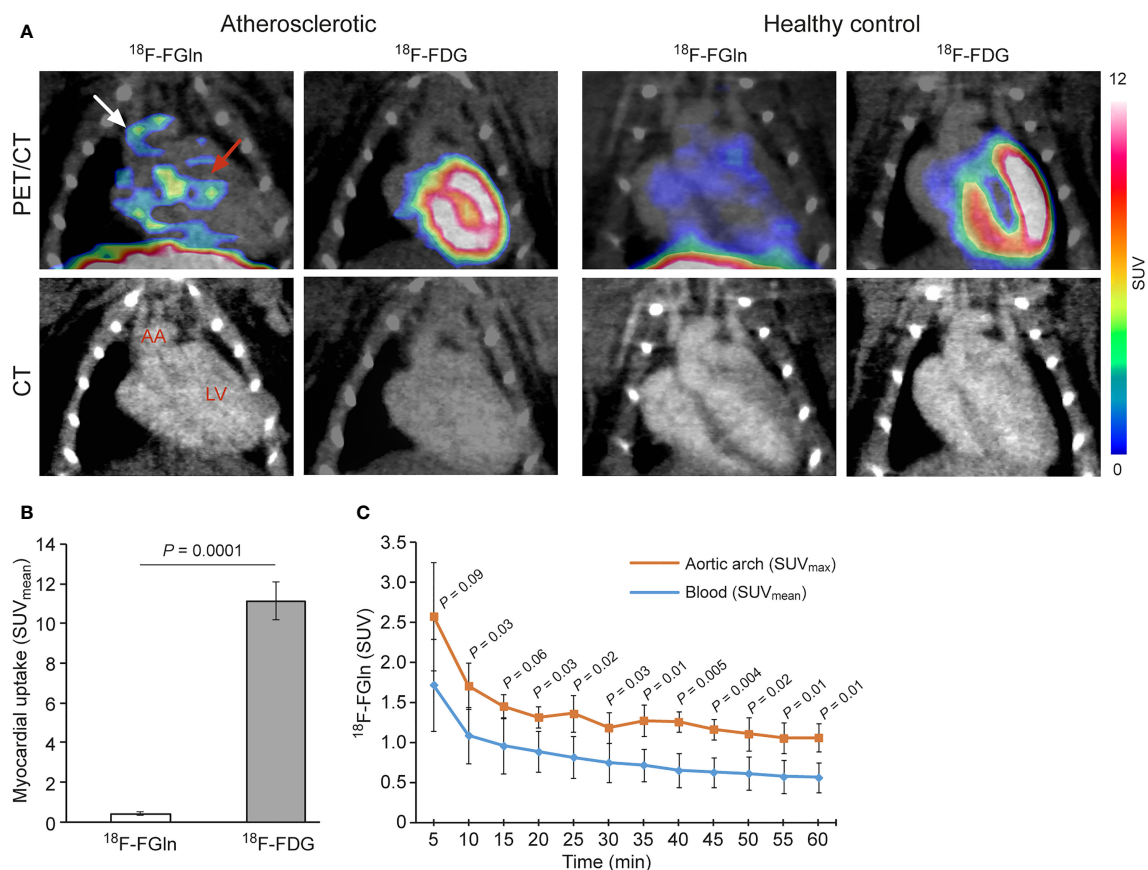 A
Atherosclerotic
Healthy control
18F-FGln
18F-FDG
18F-FGln
18F-FDG
PET/CT
CT
AA
LV
12
SUV
0
B
Myocardial uptake (SUVmean)
14
12
10
8
6
4
2
0
P = 0.0001
18F-FGln
18F-FDG
C
18F-FGln (SUV)
3.5
3.0
2.5
2.0
1.5
1.0
0.5
0
Aortic arch (SUVmax)
Blood (SUVmean)
P = 0.09
P = 0.03
P = 0.06
P = 0.03
P = 0.02
P = 0.03
P = 0.01
P = 0.005
P = 0.004
P = 0.02
P = 0.01
P = 0.01
5 10 15 20 25 30 35 40 45 50 55 60
Time (min)